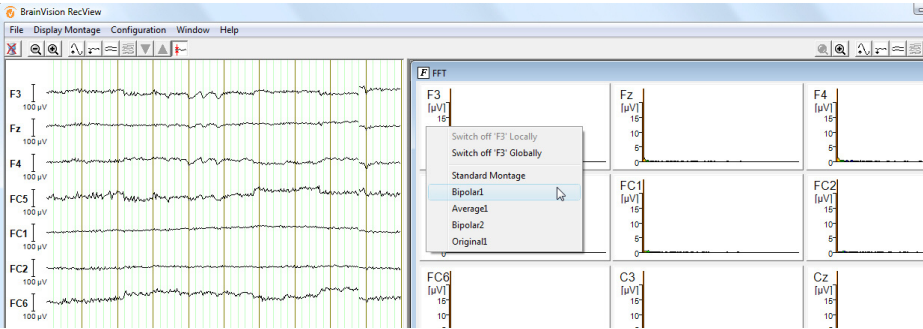 BrainVision RecView
File Display Montage Configuration Window Help
F3
100 µV
Fz
100 µV
F4
100 µV
FC5
100 µV
FC1
100 µV
FC2
100 µV
FC6
100 µV
F FFT
F3
[µV]
15
Fz
[µV]
15
10
5
0
F4
[µV]
15
10
5
0
Switch off 'F3' Locally
Switch off 'F3' Globally
Standard Montage
Bipolar1
Average1
Bipolar2
Original1
0
FC1
[µV]
15
10
5
0
FC2
[µV]
15
10
5
0
FC6
[µV]
15
10
C3
[µV]
15
10
Cz
[µV]
15
10